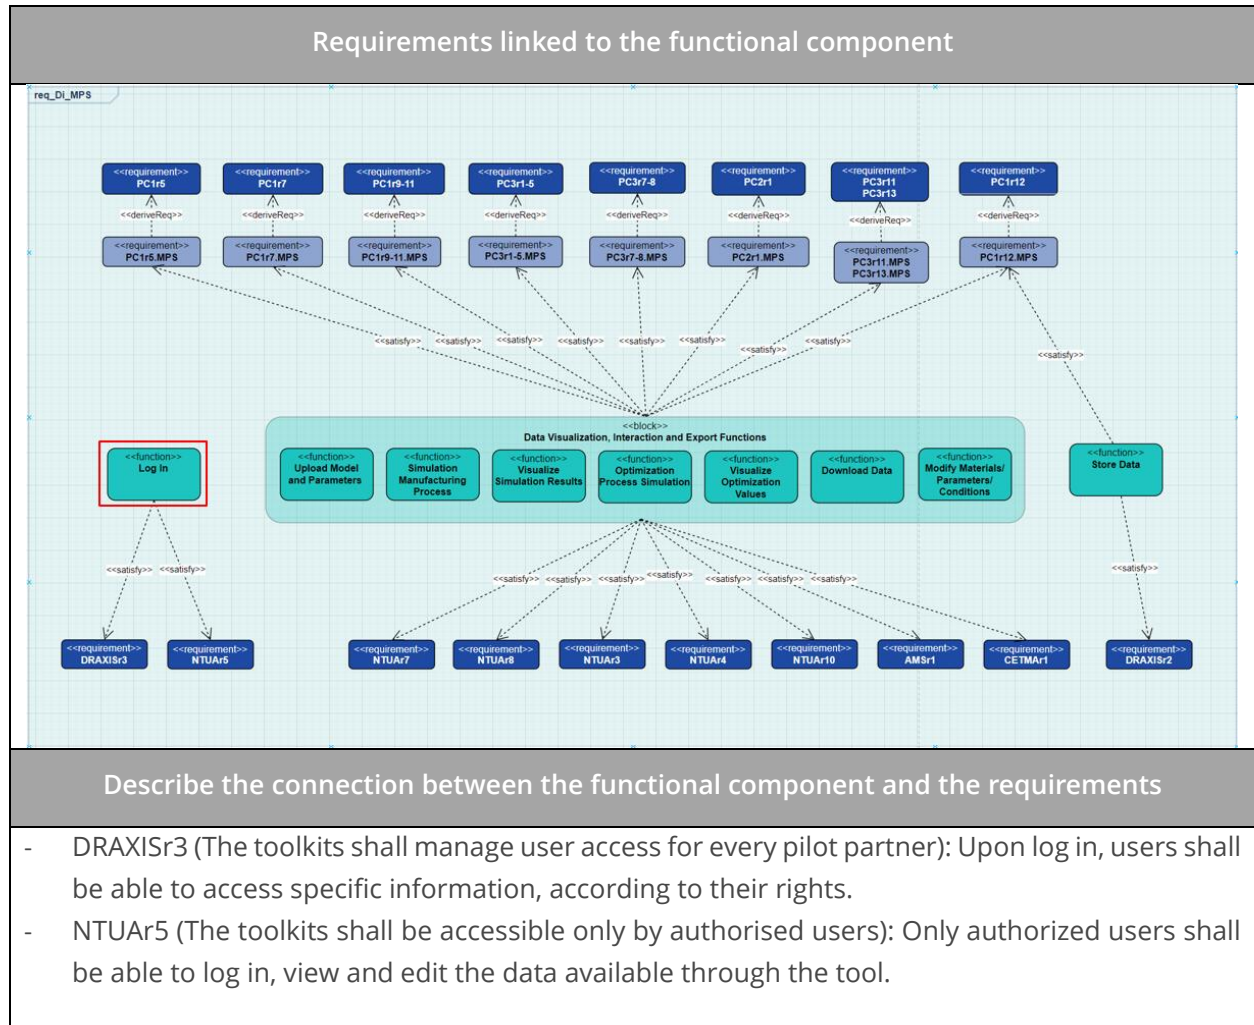 Requirements linked to the functional component
req_Di_MPS
<<requirement>>
PC1r5
<<requirement>>
PC1r7
<<requirement>>
PC1r9-11
<<requirement>>
PC3r1-5
<<requirement>>
PC3r7-8
<<requirement>>
PC2r1
<<requirement>>
PC3r11
PC3r13
<<requirement>>
PC1r12
<<deriveReq>>
<<deriveReq>>
<<deriveReq>>
<<deriveReq>>
<<deriveReq>>
<<deriveReq>>
<<deriveReq>>
<<deriveReq>>
<<requirement>>
PC1r5.MPS
<<requirement>>
PC1r7.MPS
<<requirement>>
PC1r9-11.MPS
<<requirement>>
PC3r1-5.MPS
<<requirement>>
PC3r7-8.MPS
<<requirement>>
PC2r1.MPS
<<requirement>>
PC3r11.MPS
PC3r13.MPS
<<requirement>>
PC1r12.MPS
<<satisfy>>
<<satisfy>>
<<satisfy>>
<<satisfy>>
<<satisfy>>
<<satisfy>>
<<satisfy>>
<<satisfy>>
<<satisfy>>
<<block>>
Data Visualization, Interaction and Export Functions
<<function>>
Log In
<<function>>
Upload Model
and Parameters
<<function>>
Simulation
Manufacturing
Process
<<function>>
Visualize
Simulation Results
<<function>>
Optimization
Process Simulation
<<function>>
Visualize
Optimization
Values
<<function>>
Download Data
<<function>>
Modify Materials/
Parameters/
Conditions
<<function>>
Store Data
<<satisfy>>
<<satisfy>>
<<satisfy>>
<<satisfy>>
<<satisfy>>
<<satisfy>>
<<satisfy>>
<<satisfy>>
<<satisfy>>
<<satisfy>>
<<requirement>>
DRAXISr3
<<requirement>>
NTUAr5
<<requirement>>
NTUAr7
<<requirement>>
NTUAr8
<<requirement>>
NTUAr3
<<requirement>>
NTUAr4
<<requirement>>
NTUAr10
<<requirement>>
AMSr1
<<requirement>>
CETMAr1
<<requirement>>
DRAXISr2
Describe the connection between the functional component and the requirements
- DRAXISr3 (The toolkits shall manage user access for every pilot partner): Upon log in, users shall
be able to access specific information, according to their rights.
- NTUAr5 (The toolkits shall be accessible only by authorised users): Only authorized users shall
be able to log in, view and edit the data available through the tool.